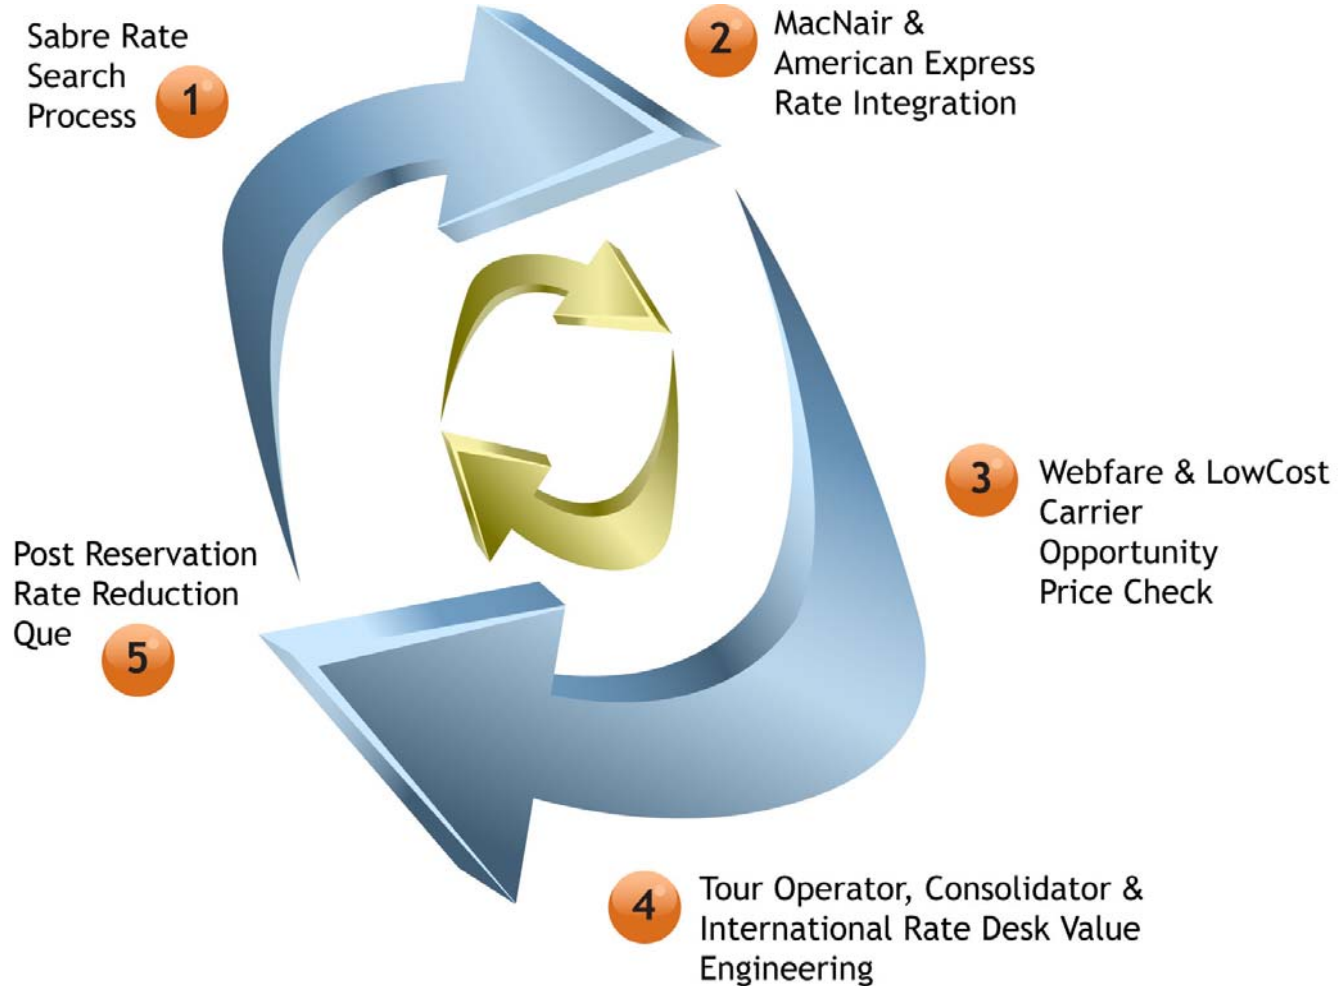 Sabre Rate
Search
Process
1
2
MacNair &
American Express
Rate Integration
3
Webfare & LowCost
Carrier
Opportunity
Price Check
4
Tour Operator, Consolidator &
International Rate Desk Value
Engineering
Post Reservation
Rate Reduction
Que
5